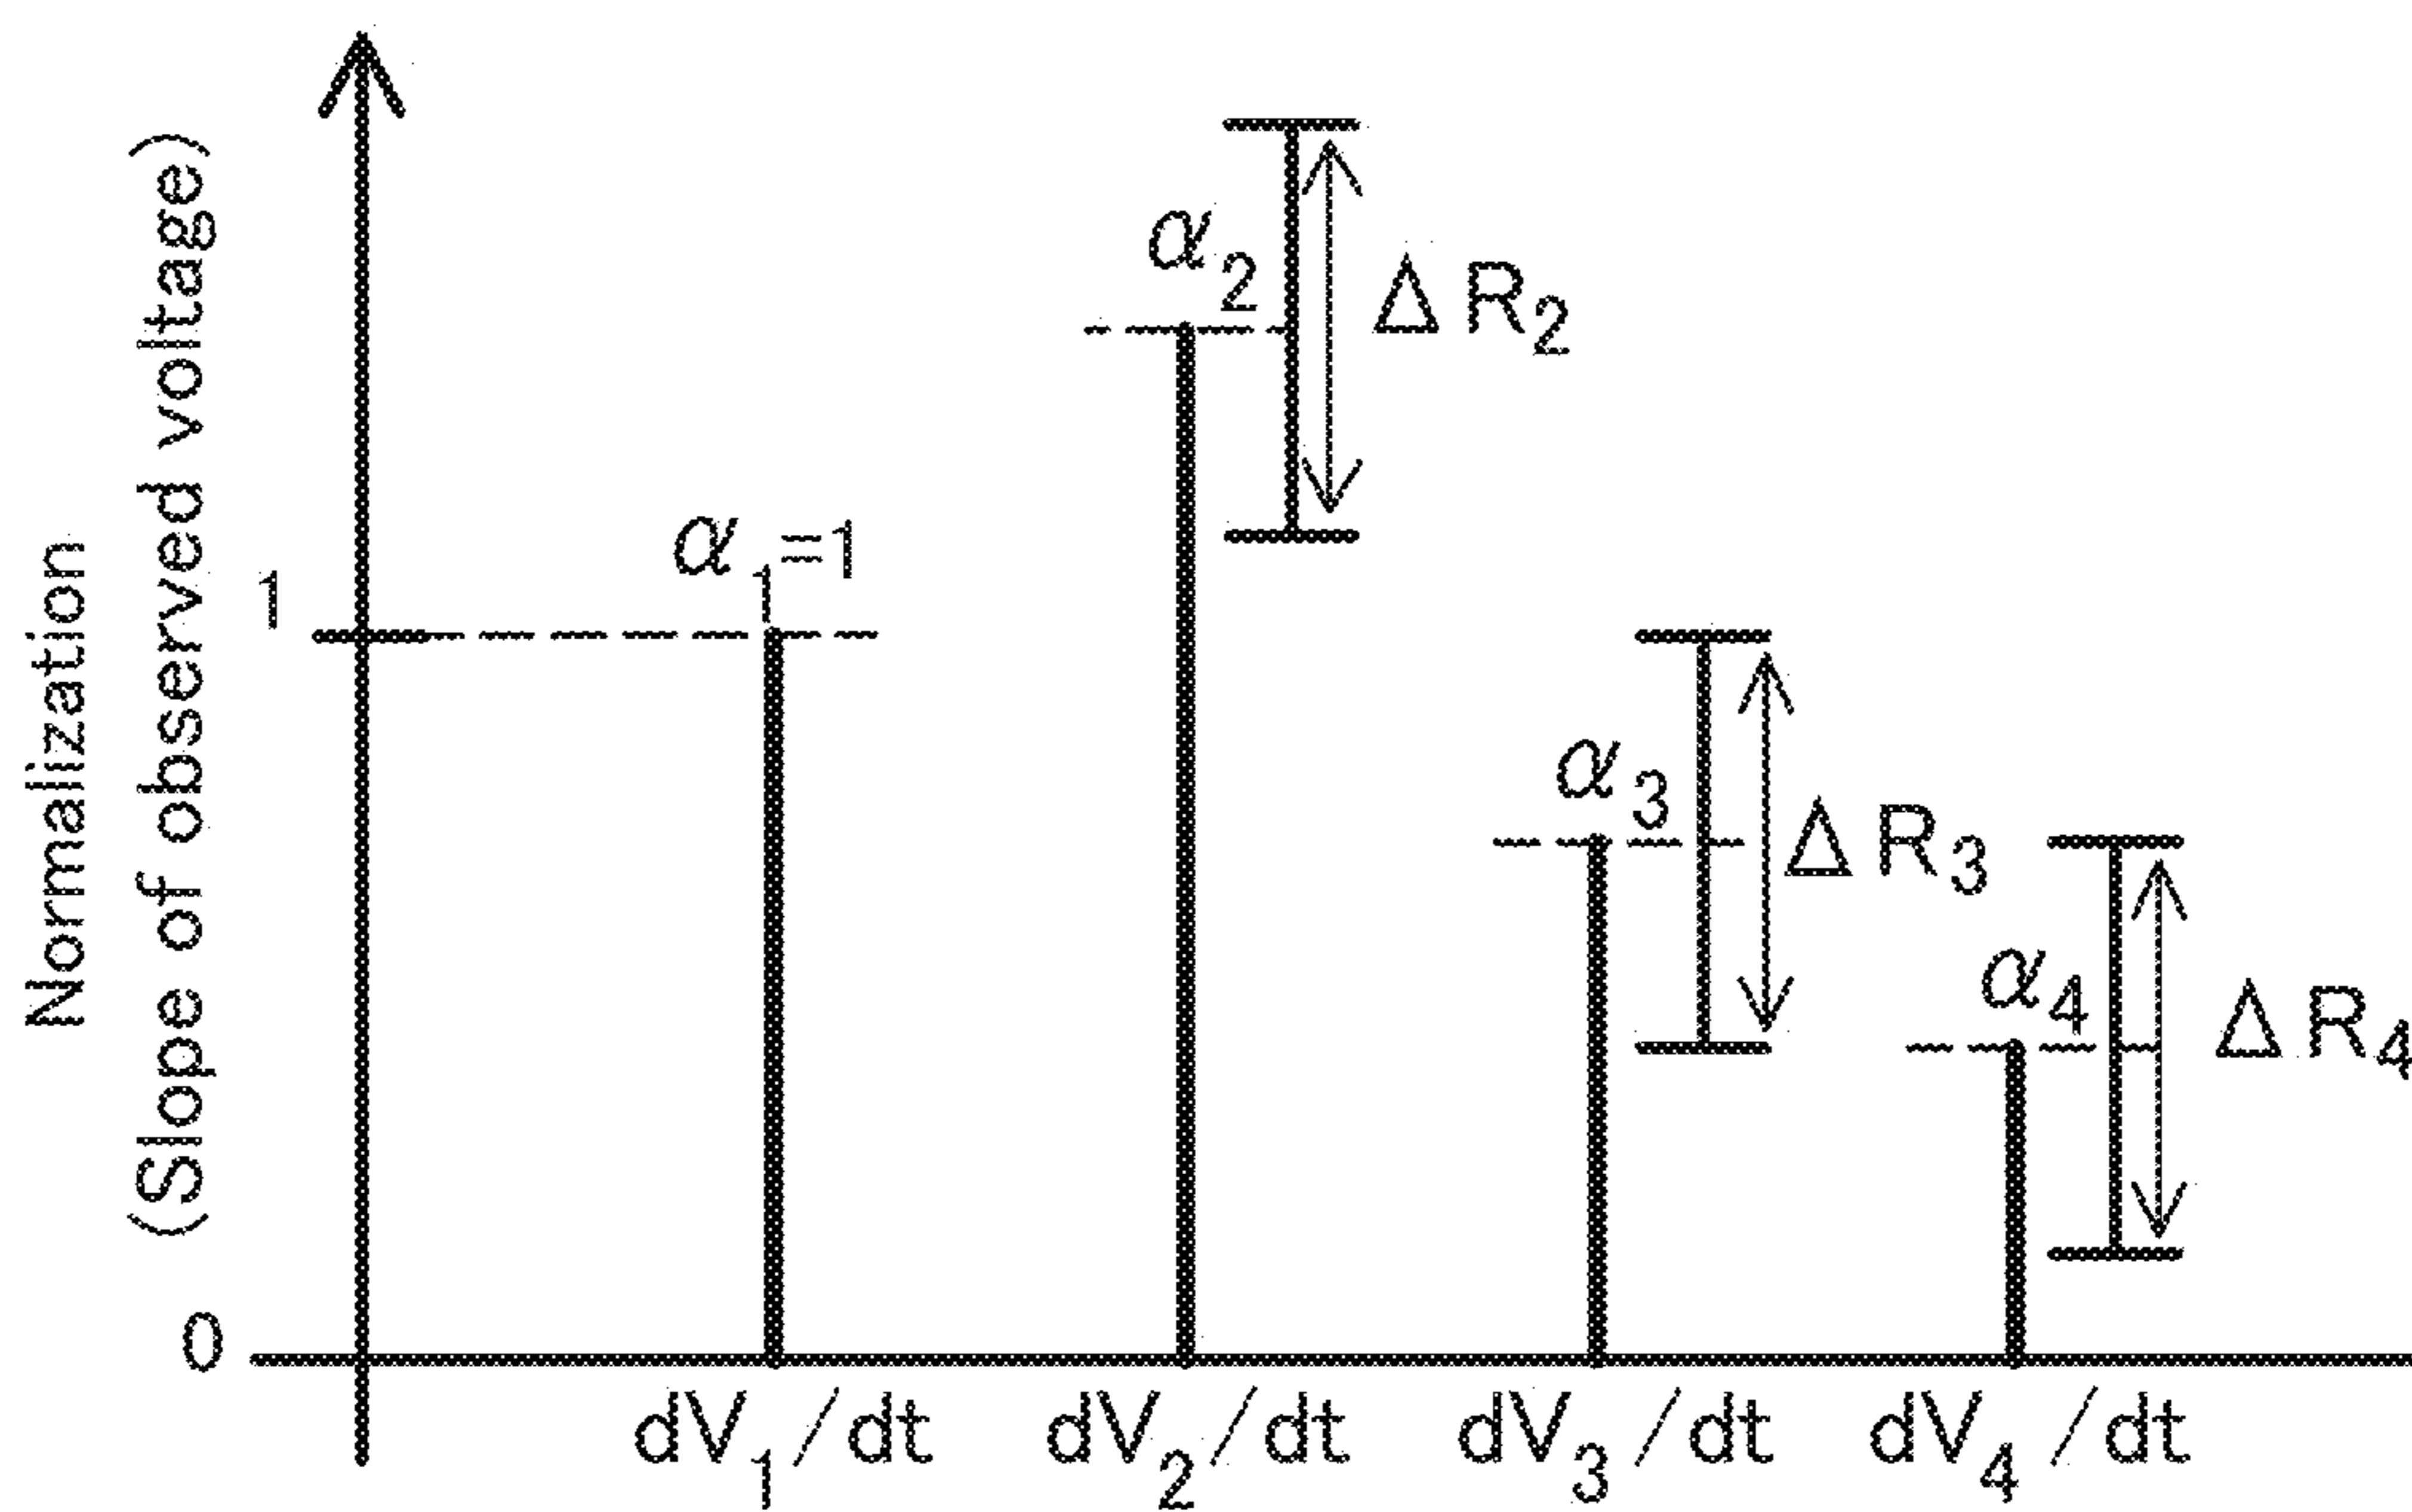 Normalization
(Slope of observed voltage)
1
0
α₁=1
α₂
ΔR₂
α₃
ΔR₃
α₄
ΔR₄
dV₁/dt
dV₂/dt
dV₃/dt
dV₄/dt